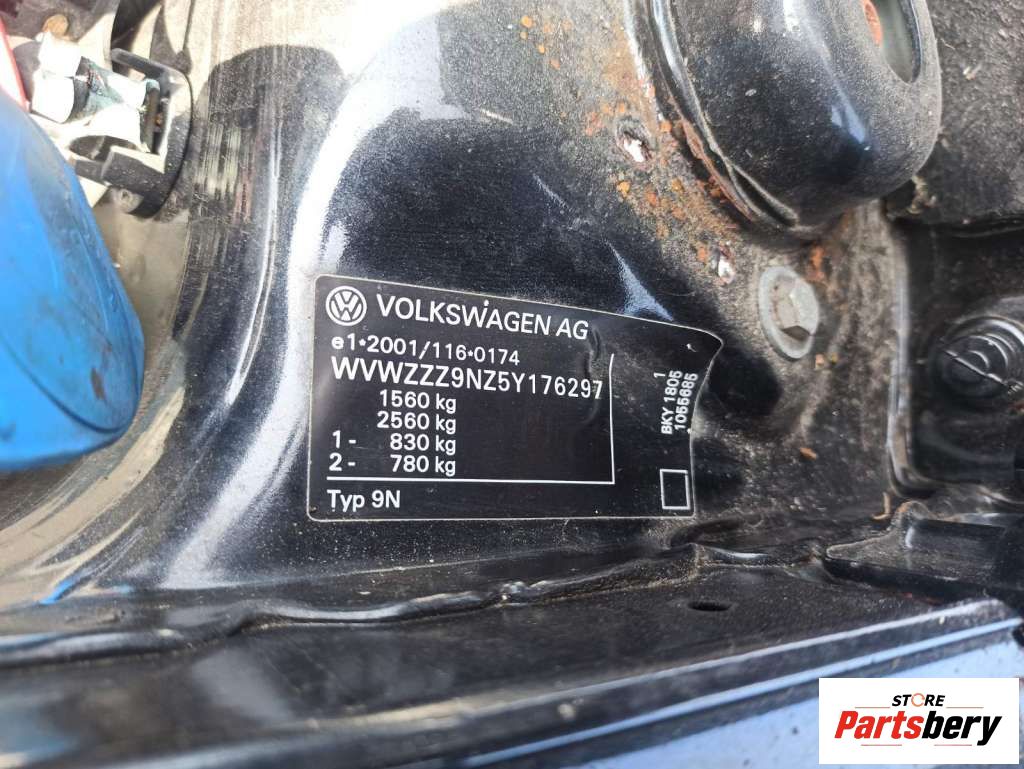 VOLKSWAGEN AG
e1*2001/116*0174
WVWZZZ9NZ5Y176297
1560 kg
2560 kg
1- 830 kg
2- 780 kg
Typ 9N
1
BKY 1805
1055685
STORE
Partsbery